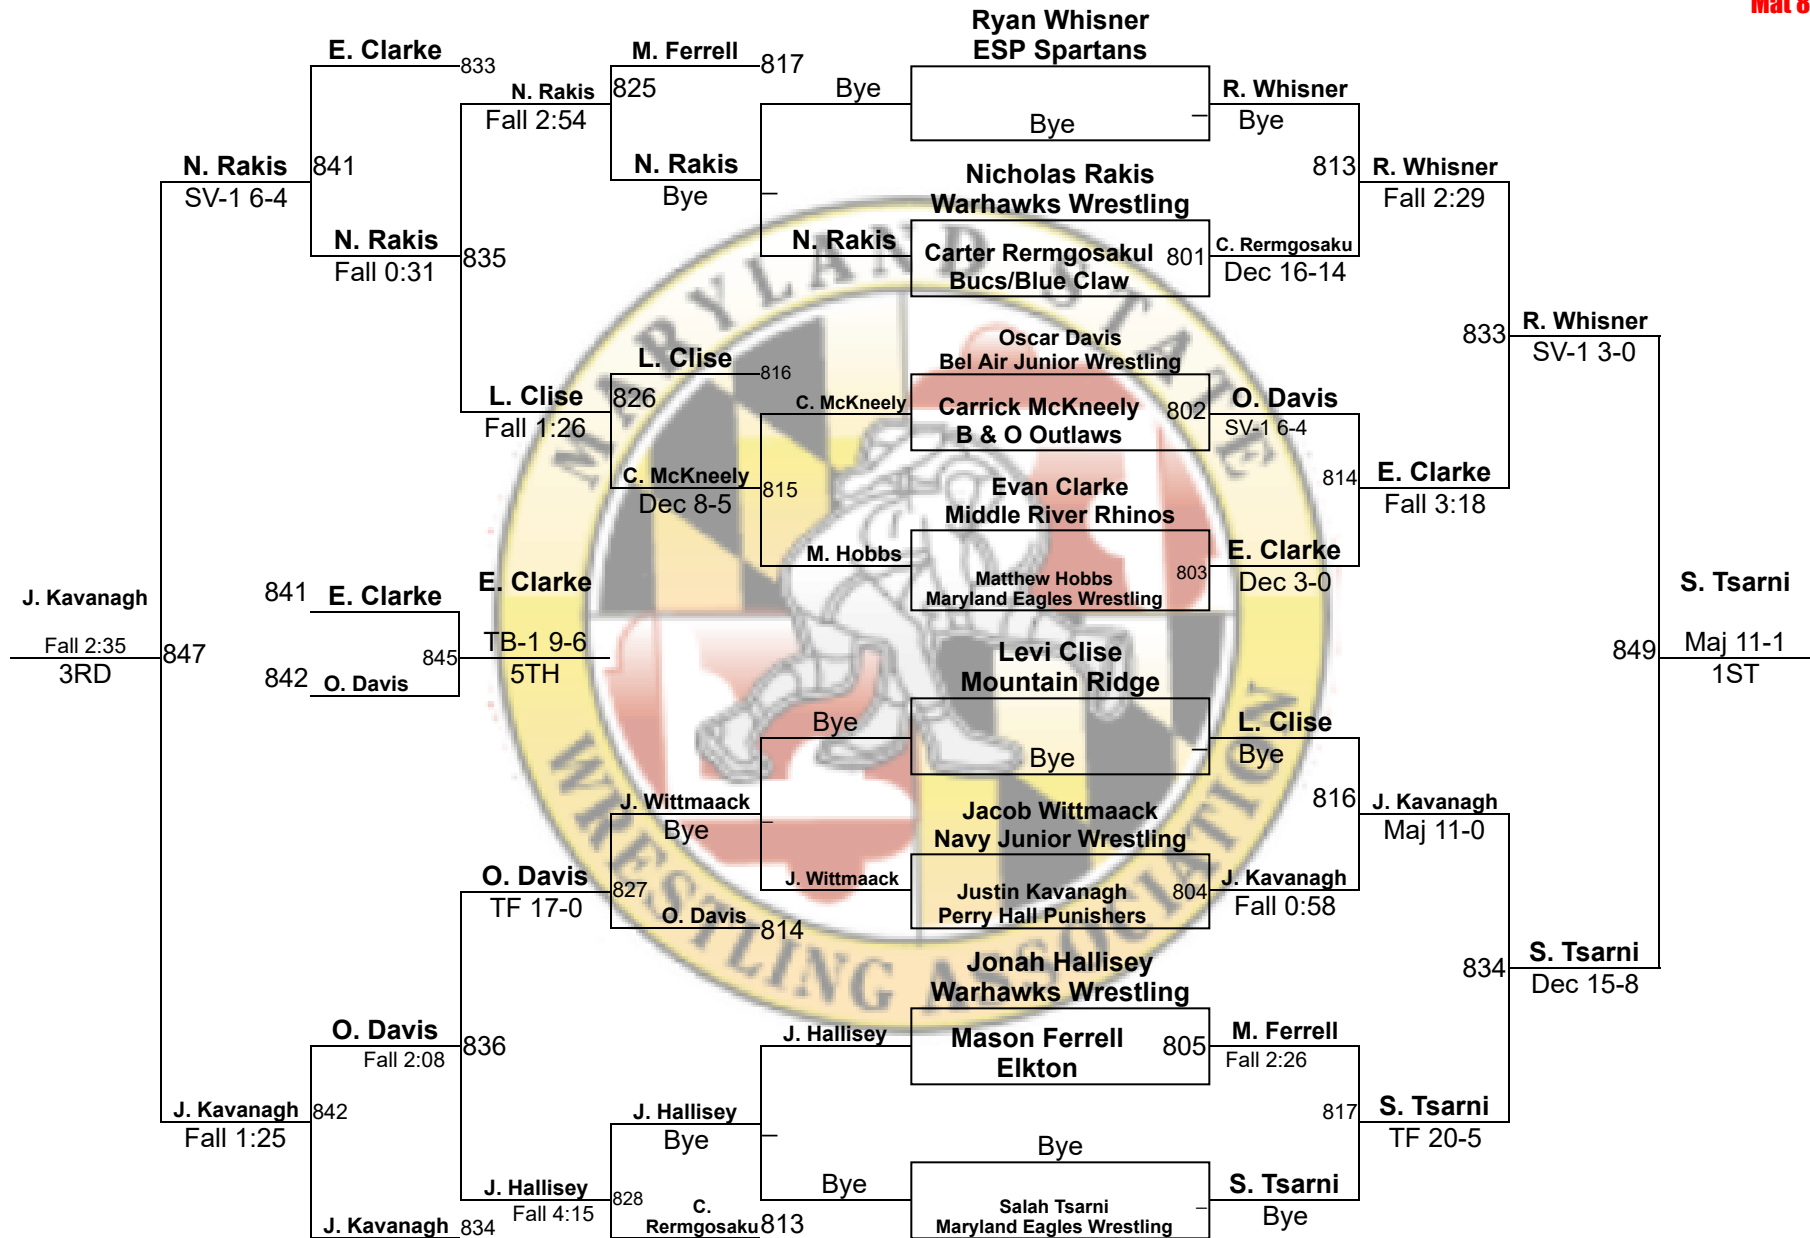 Mat 8
Ryan Whisner
ESP Spartans
E. Clarke
833
M. Ferrell
817
N. Rakis
825
Fall 2:54
Bye
Bye
R. Whisner
Bye
N. Rakis
841
SV-1 6-4
N. Rakis
Bye
Nicholas Rakis
Warhawks Wrestling
813
R. Whisner
Fall 2:29
N. Rakis
835
Fall 0:31
N. Rakis
Carter Rermgosakul
Bucs/Blue Claw
801
C. Rermgosaku
Dec 16-14
Oscar Davis
Bel Air Junior Wrestling
833
R. Whisner
SV-1 3-0
L. Clise
816
L. Clise
826
Fall 1:26
C. McKneely
Carrick McKneely
B & O Outlaws
802
O. Davis
SV-1 6-4
C. McKneely
815
Dec 8-5
Evan Clarke
Middle River Rhinos
814
E. Clarke
Fall 3:18
M. Hobbs
Matthew Hobbs
Maryland Eagles Wrestling
803
E. Clarke
Dec 3-0
J. Kavanagh
Fall 2:35
3RD
847
841
E. Clarke
842
O. Davis
845
E. Clarke
TB-1 9-6
5TH
S. Tsarni
849
Maj 11-1
1ST
Levi Clise
Mountain Ridge
Bye
Bye
L. Clise
Bye
J. Wittmaack
Bye
Jacob Wittmaack
Navy Junior Wrestling
816
J. Kavanagh
Maj 11-0
O. Davis
827
TF 17-0
J. Wittmaack
Justin Kavanagh
Perry Hall Punishers
804
J. Kavanagh
Fall 0:58
O. Davis
814
Jonah Hallisey
Warhawks Wrestling
834
S. Tsarni
Dec 15-8
O. Davis
836
Fall 2:08
J. Hallisey
Mason Ferrell
Elkton
805
M. Ferrell
Fall 2:26
J. Kavanagh
842
Fall 1:25
J. Hallisey
Bye
Bye
817
S. Tsarni
TF 20-5
J. Hallisey
828
Fall 4:15
Bye
Salah Tsarni
Maryland Eagles Wrestling
S. Tsarni
Bye
J. Kavanagh
834
C.
Rermgosaku
813
MARYLAND STATE
WRESTLING ASSOCIATION